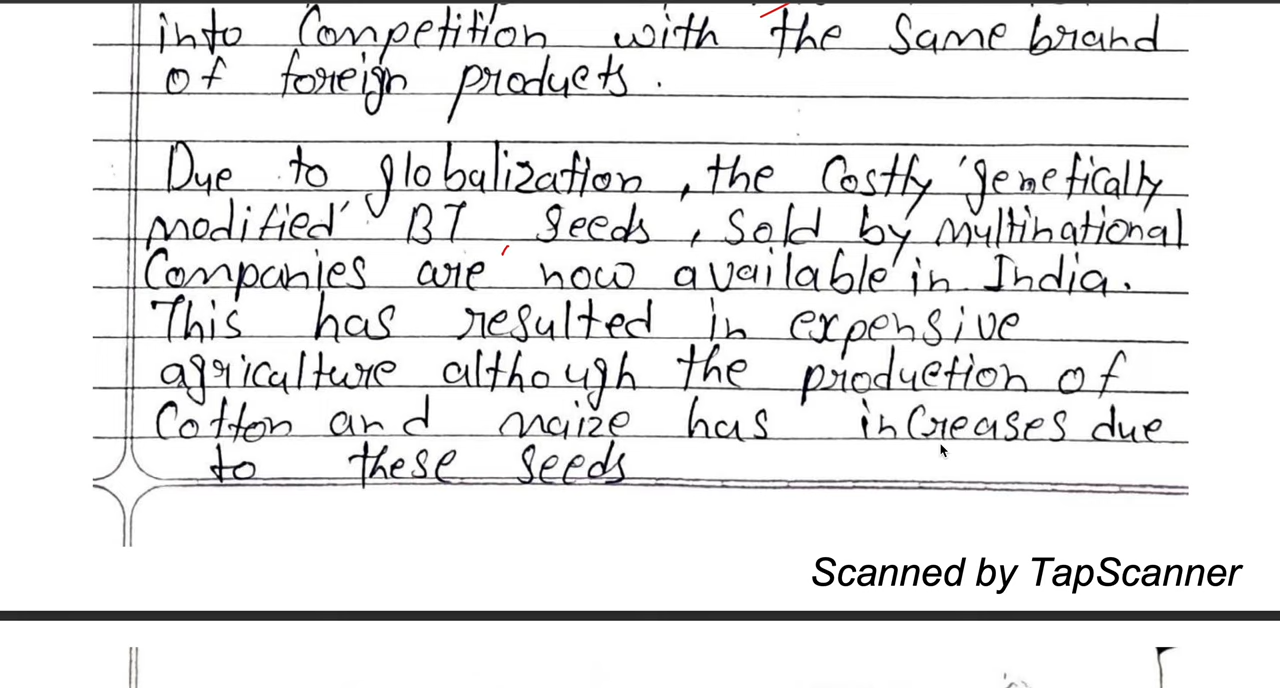 into Competition with the Same brand
of foreign products.
Due to globalization, the Costly 'genetically
modified' BT Seeds, Sold by multinational
Companies are now available in India.
This has resulted in expensive
agriculture although the production of
Cotton and maize has increases due
to these Seeds
Scanned by TapScanner